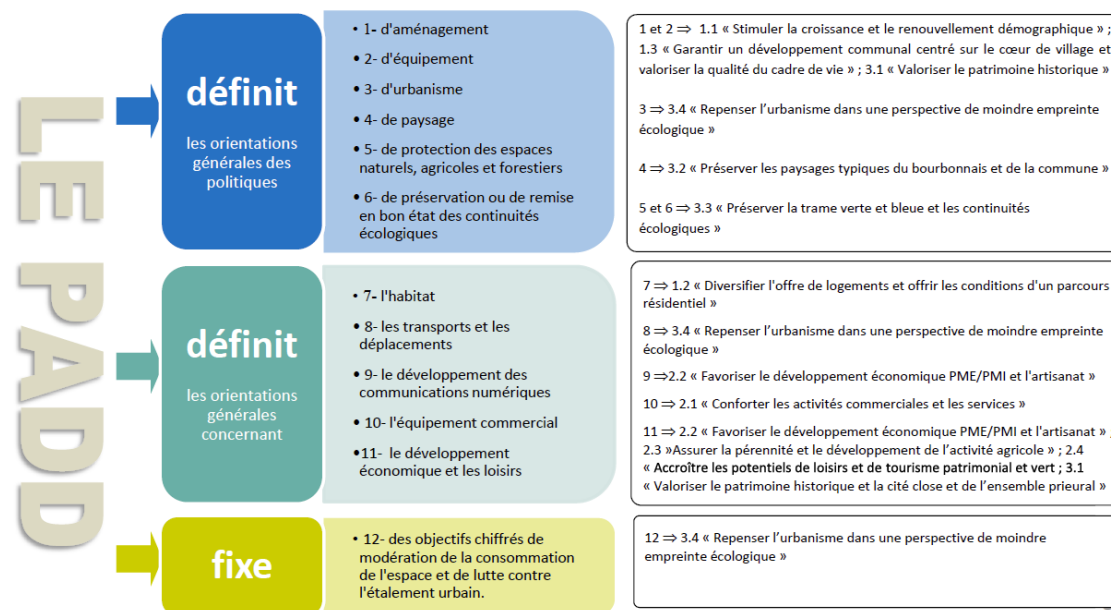 LE PADD
définit
les orientations
générales des
politiques
• 1- d'aménagement
• 2- d'équipement
• 3- d'urbanisme
• 4- de paysage
• 5- de protection des espaces
naturels, agricoles et forestiers
• 6- de préservation ou de remise
en bon état des continuités
écologiques
1 et 2 ⇒ 1.1 « Stimuler la croissance et le renouvellement démographique » ;
1.3 « Garantir un développement communal centré sur le cœur de village et
valoriser la qualité du cadre de vie » ; 3.1 « Valoriser le patrimoine historique »
3 ⇒ 3.4 « Repenser l’urbanisme dans une perspective de moindre empreinte
écologique »
4 ⇒ 3.2 « Préserver les paysages typiques du bourbonnais et de la commune »
5 et 6 ⇒ 3.3 « Préserver la trame verte et bleue et les continuités
écologiques »
définit
les orientations
générales
concernant
• 7- l'habitat
• 8- les transports et les
déplacements
• 9- le développement des
communications numériques
• 10- l'équipement commercial
•11- le développement
économique et les loisirs
7 ⇒ 1.2 « Diversifier l'offre de logements et offrir les conditions d'un parcours
résidentiel »
8 ⇒ 3.4 « Repenser l’urbanisme dans une perspective de moindre empreinte
écologique »
9 ⇒2.2 « Favoriser le développement économique PME/PMI et l'artisanat »
10 ⇒ 2.1 « Conforter les activités commerciales et les services »
11 ⇒ 2.2 « Favoriser le développement économique PME/PMI et l'artisanat » ;
2.3 »Assurer la pérennité et le développement de l’activité agricole » ; 2.4
« Accroître les potentiels de loisirs et de tourisme patrimonial et vert ; 3.1
« Valoriser le patrimoine historique et la cité close et de l’ensemble prieural »
fixe
• 12- des objectifs chiffrés de
modération de la consommation
de l'espace et de lutte contre
l'étalement urbain.
12 ⇒ 3.4 « Repenser l’urbanisme dans une perspective de moindre
empreinte écologique »